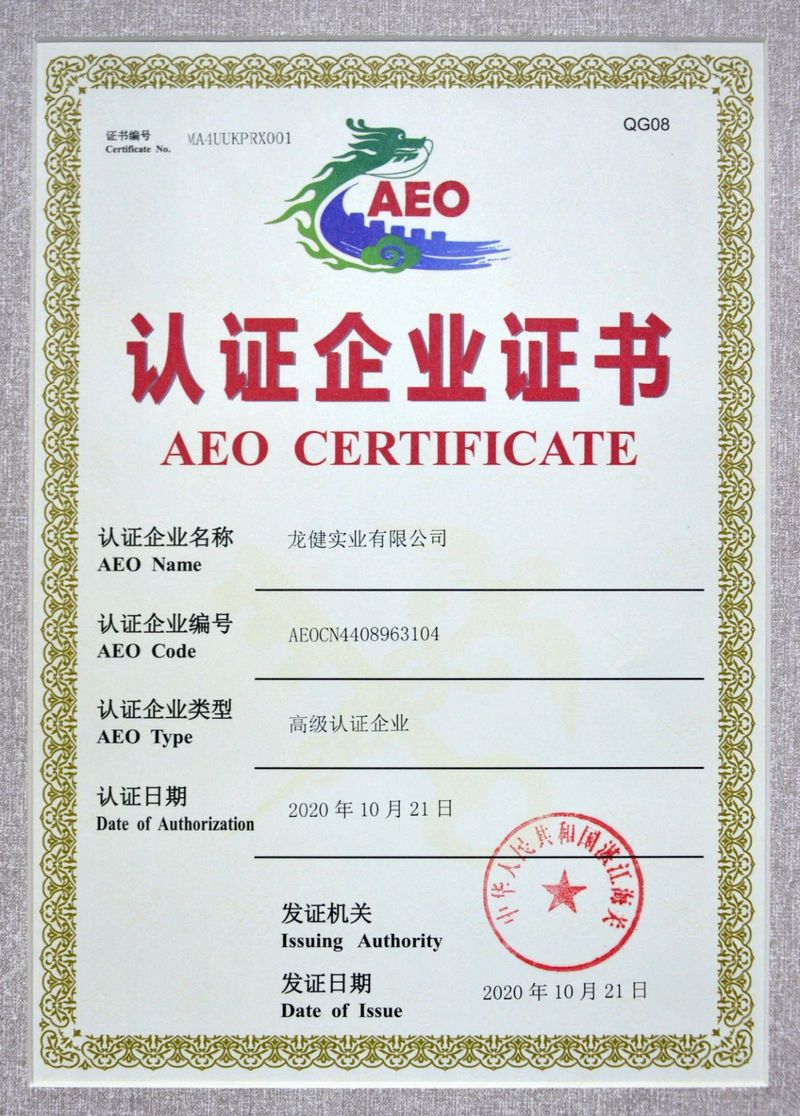 证书编号
Certificate No.
MA4UUKPRX001
QG08
AEO
认证企业证书
AEO CERTIFICATE
认证企业名称
AEO Name
龙健实业有限公司
认证企业编号
AEO Code
AEOCN4408963104
认证企业类型
AEO Type
高级认证企业
认证日期
Date of Authorization
2020 年 10 月 21 日
中华人民共和国湛江海关
发证机关
Issuing Authority
发证日期
Date of Issue
2020 年 10 月 21 日